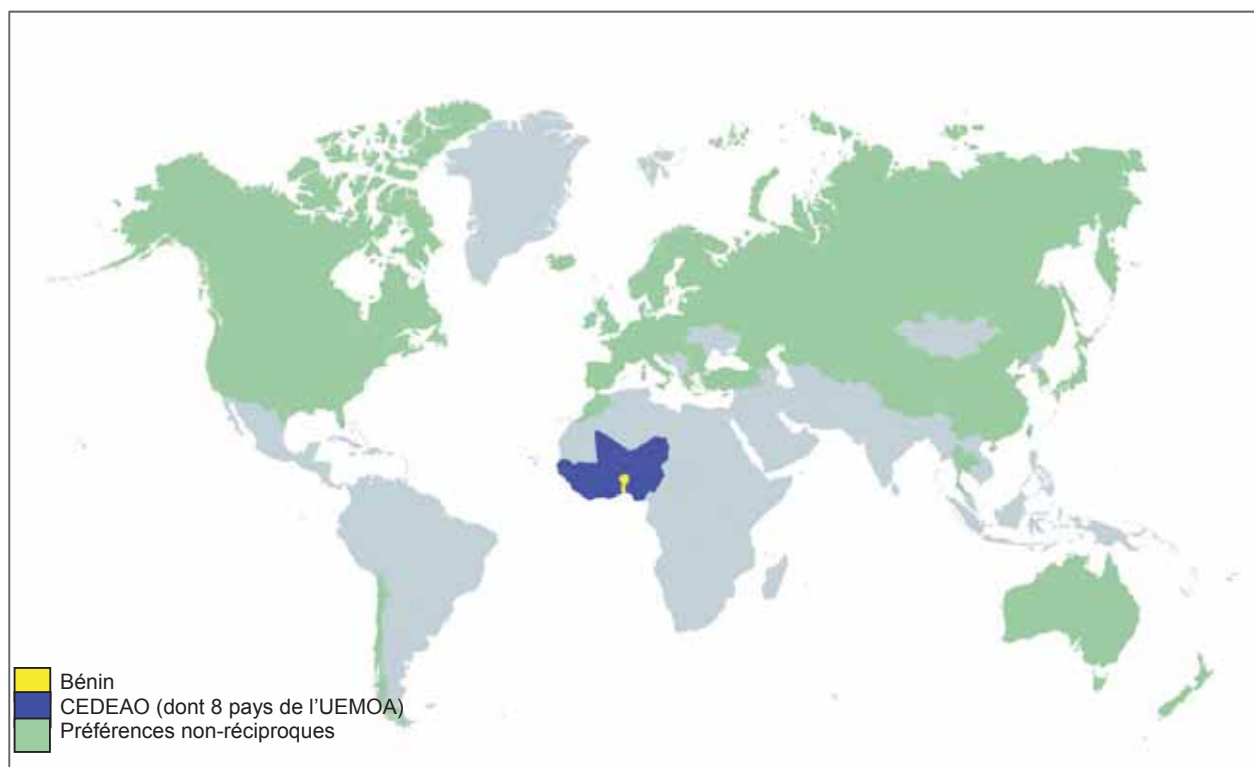 Bénin
CEDEAO (dont 8 pays de l’UEMOA)
Préférences non-réciproques